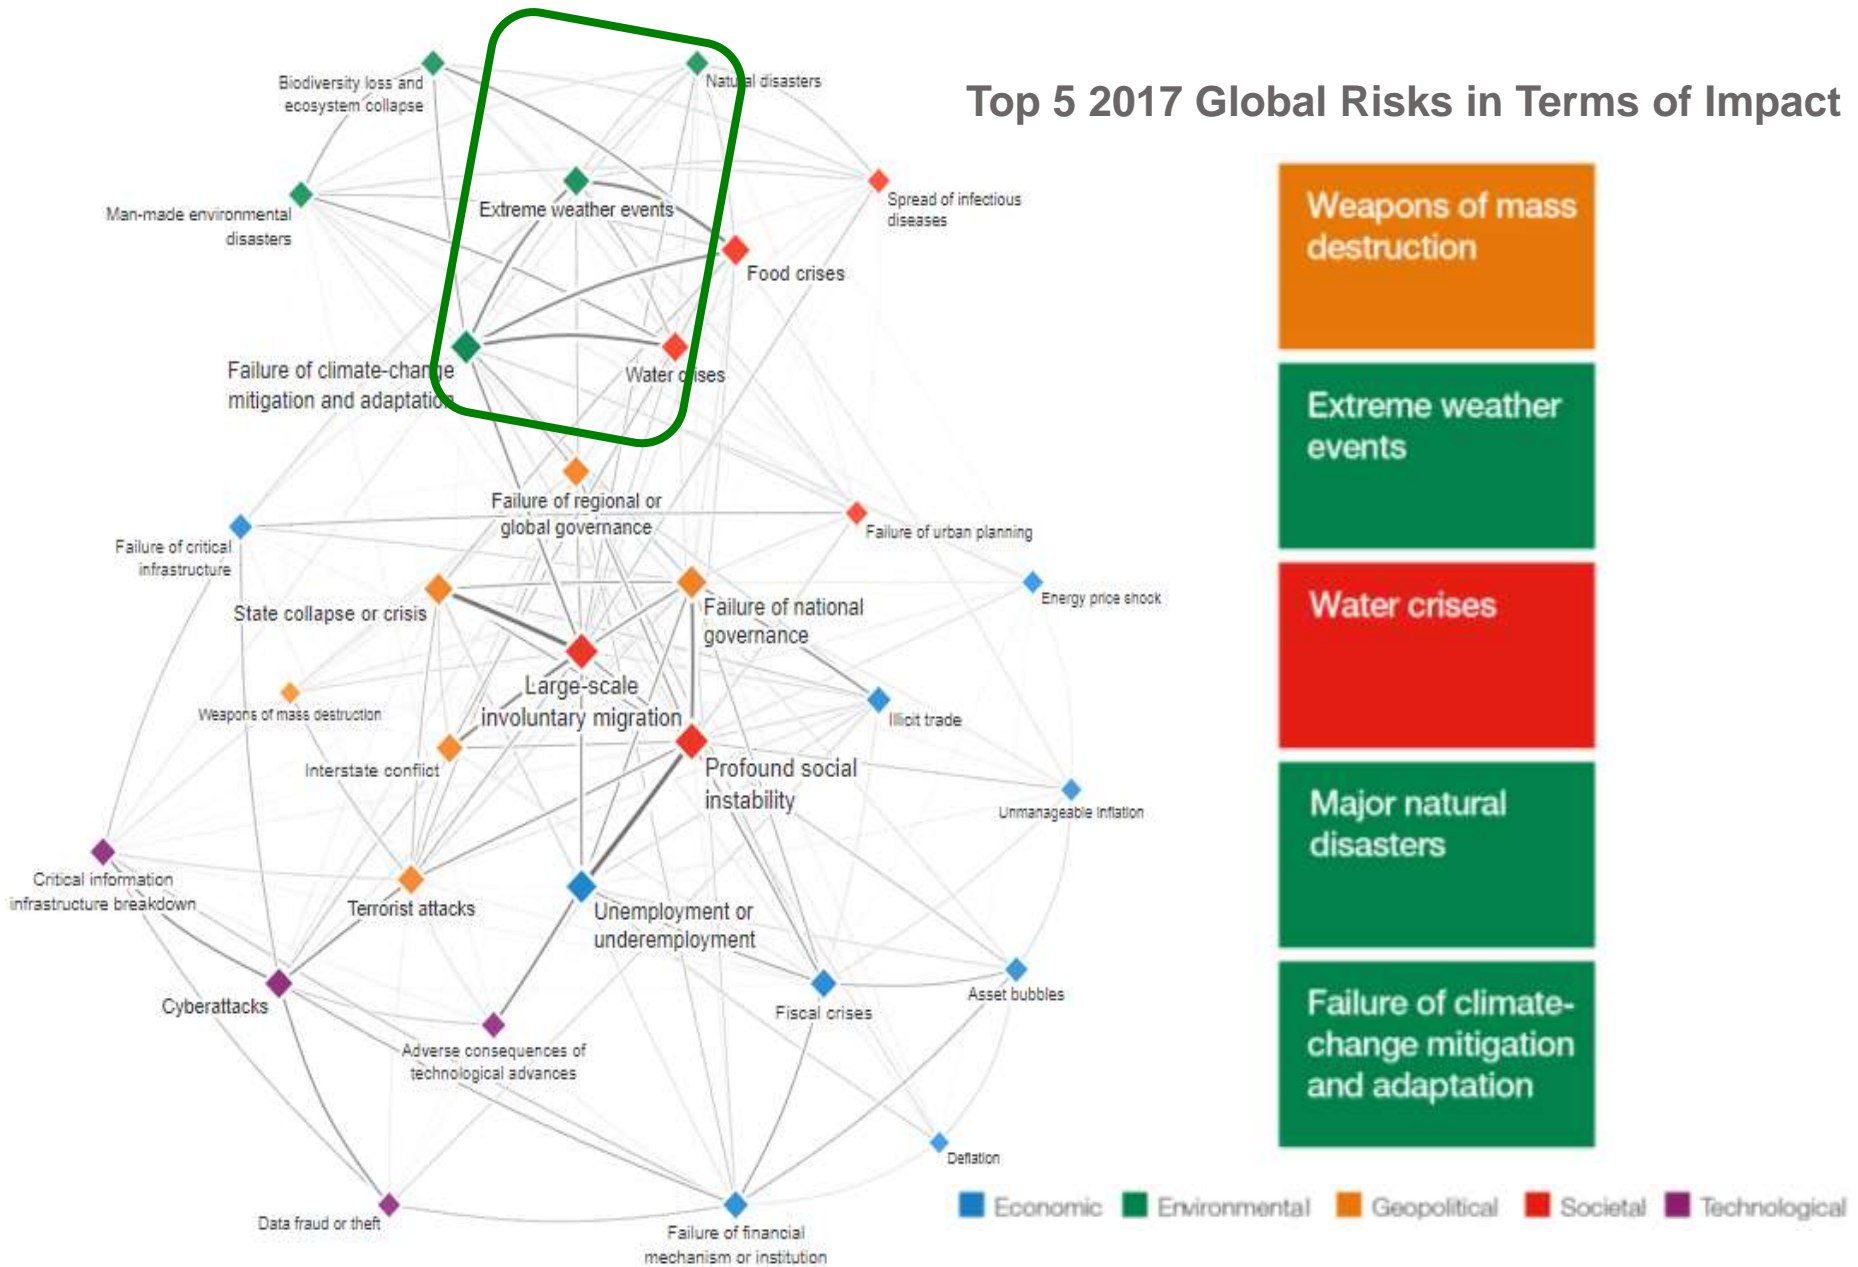 Biodiversity loss and
ecosystem collapse
Natural disasters
Top 5 2017 Global Risks in Terms of Impact
Man-made environmental
disasters
Extreme weather events
Spread of infectious
diseases
Food crises
Failure of climate-change
mitigation and adaptation
Water crises
Failure of regional or
global governance
Failure of urban planning
Failure of critical
infrastructure
State collapse or crisis
Failure of national
governance
Energy price shock
Large-scale
involuntary migration
Weapons of mass destruction
Illicit trade
Interstate conflict
Profound social
instability
Unmanageable inflation
Critical information
infrastructure breakdown
Terrorist attacks
Unemployment or
underemployment
Cyberattacks
Fiscal crises
Asset bubbles
Adverse consequences of
technological advances
Deflation
Data fraud or theft
Failure of financial
mechanism or institution
Weapons of mass
destruction
Extreme weather
events
Water crises
Major natural
disasters
Failure of climate-
change mitigation
and adaptation
Economic
Environmental
Geopolitical
Societal
Technological